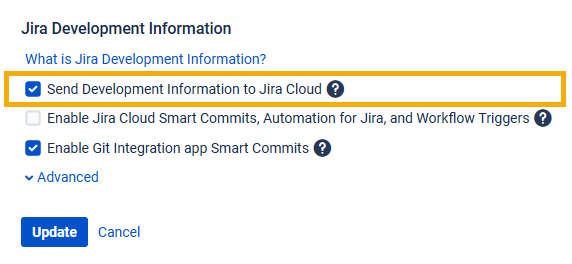 Jira Development Information
What is Jira Development Information?
Send Development Information to Jira Cloud ?
Enable Jira Cloud Smart Commits, Automation for Jira, and Workflow Triggers ?
Enable Git Integration app Smart Commits ?
Advanced
Update Cancel